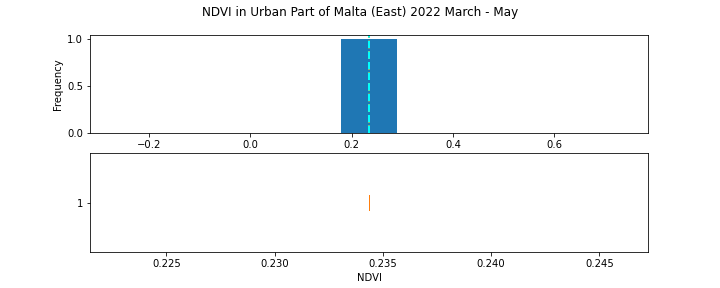 NDVI in Urban Part of Malta (East) 2022 March - May
1.0
0.5
0.0
Frequency
−0.2 0.0 0.2 0.4 0.6
1
0.225 0.230 0.235 0.240 0.245
NDVI